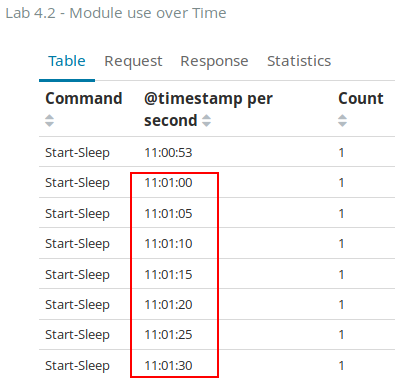 Lab 4.2 - Module use over Time
Table Request Response Statistics
Command @timestamp per second Count
Start-Sleep 11:00:53 1
Start-Sleep 11:01:00 1
Start-Sleep 11:01:05 1
Start-Sleep 11:01:10 1
Start-Sleep 11:01:15 1
Start-Sleep 11:01:20 1
Start-Sleep 11:01:25 1
Start-Sleep 11:01:30 1